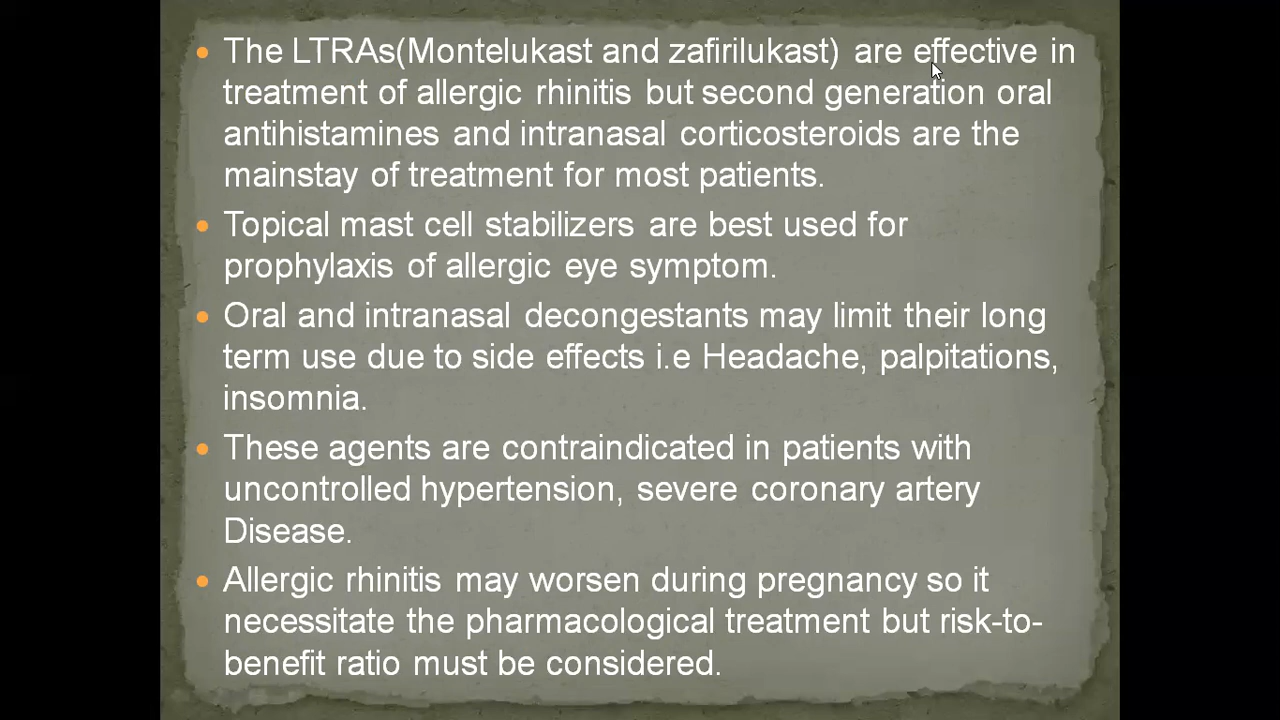 • The LTRAs(Montelukast and zafirilukast) are effective in
treatment of allergic rhinitis but second generation oral
antihistamines and intranasal corticosteroids are the
mainstay of treatment for most patients.
• Topical mast cell stabilizers are best used for
prophylaxis of allergic eye symptom.
• Oral and intranasal decongestants may limit their long
term use due to side effects i.e Headache, palpitations,
insomnia.
• These agents are contraindicated in patients with
uncontrolled hypertension, severe coronary artery
Disease.
• Allergic rhinitis may worsen during pregnancy so it
necessitate the pharmacological treatment but risk-to-
benefit ratio must be considered.